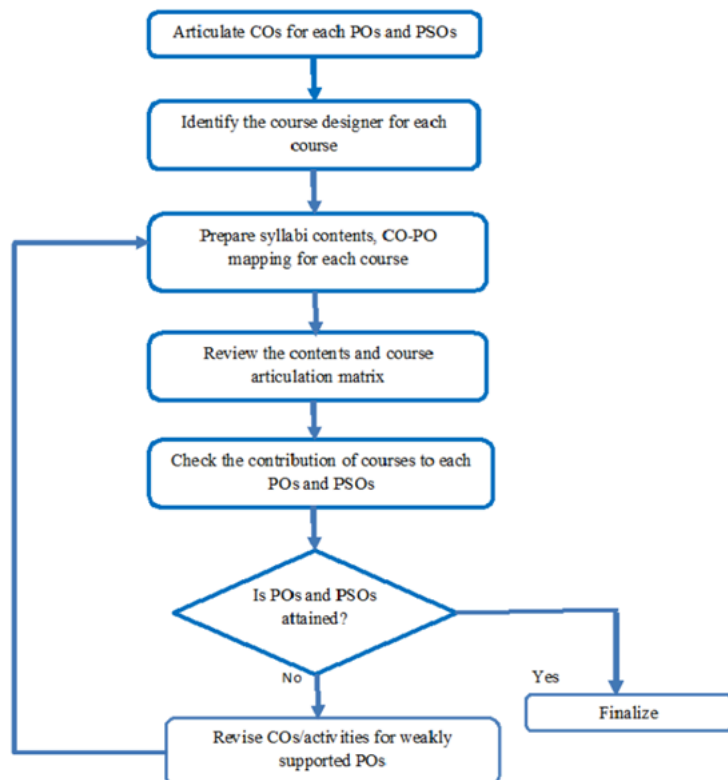 Articulate COs for each POs and PSOs
Identify the course designer for each
course
Prepare syllabi contents, CO-PO
mapping for each course
Review the contents and course
articulation matrix
Check the contribution of courses to each
POs and PSOs
Is POs and PSOs
attained?
No
Yes
Finalize
Revise COs/activities for weakly
supported POs